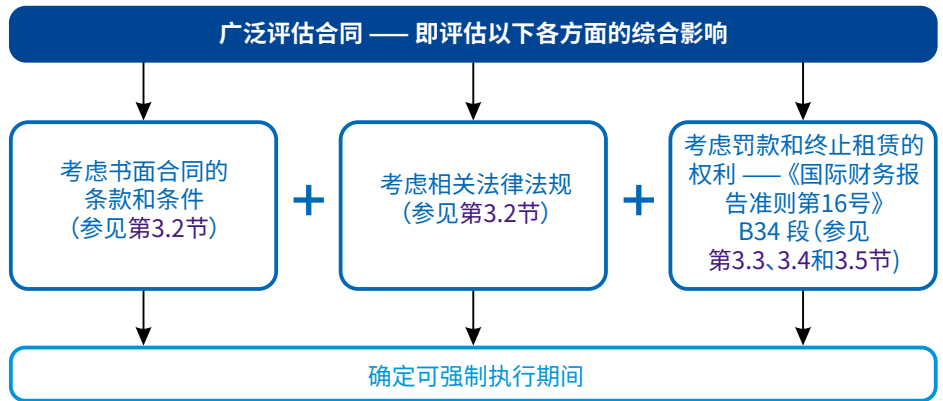 广泛评估合同 —— 即评估以下各方面的综合影响
考虑书面合同的
条款和条件
（参见第3.2节）
+
考虑相关法律法规
（参见第3.2节）
+
考虑罚款和终止租赁的
权利 ——《国际财务报
告准则第16号》
B34 段（参见
第3.3、3.4和3.5节)
确定可强制执行期间